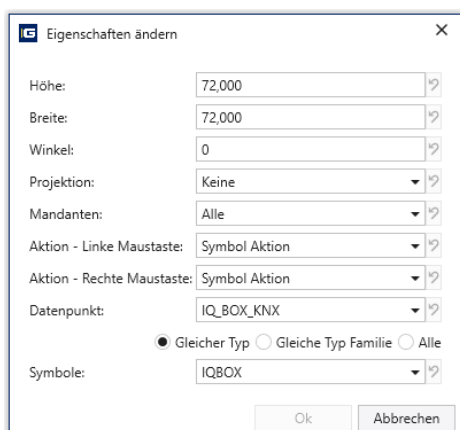 Eigenschaften ändern
Höhe: 72,000
Breite: 72,000
Winkel: 0
Projektion: Keine
Mandanten: Alle
Aktion - Linke Maustaste: Symbol Aktion
Aktion - Rechte Maustaste: Symbol Aktion
Datenpunkt: IQ_BOX_KNX
Gleicher Typ Gleiche Typ Familie Alle
Symbole: IQBOX
Ok Abbrechen